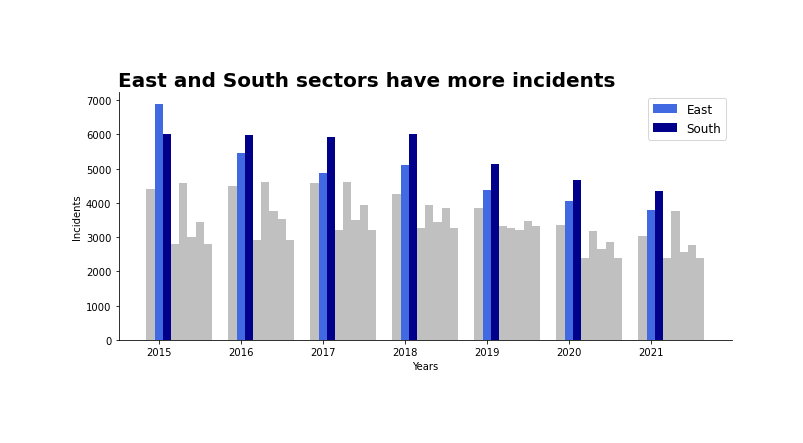 East and South sectors have more incidents
East
South
7000
6000
5000
4000
3000
2000
1000
0
Incidents
2015 2016 2017 2018 2019 2020 2021
Years